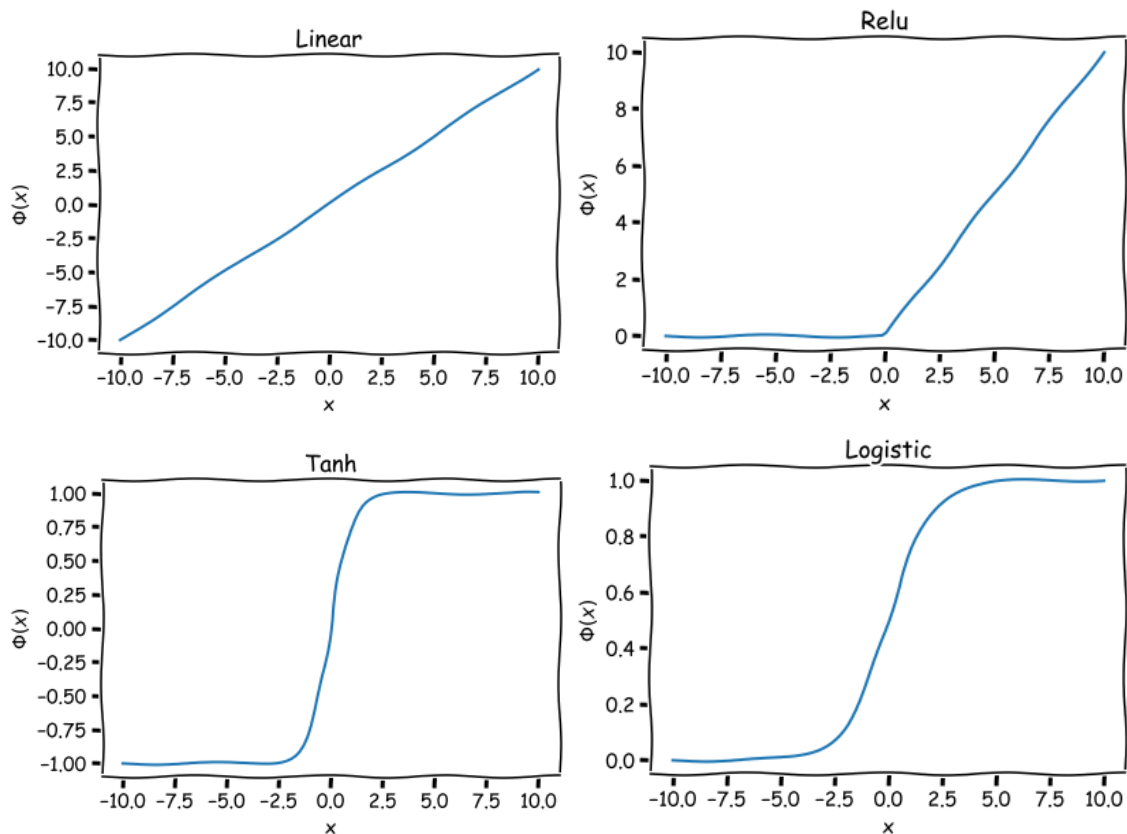 Linear
10.0
7.5
5.0
2.5
0.0
−2.5
−5.0
−7.5
−10.0
Φ(x)
−10.0 −7.5 −5.0 −2.5 0.0 2.5 5.0 7.5 10.0
x
Relu
10
8
6
4
2
0
Φ(x)
−10.0 −7.5 −5.0 −2.5 0.0 2.5 5.0 7.5 10.0
x
Tanh
1.00
0.75
0.50
0.25
0.00
−0.25
−0.50
−0.75
−1.00
Φ(x)
−10.0 −7.5 −5.0 −2.5 0.0 2.5 5.0 7.5 10.0
x
Logistic
1.0
0.8
0.6
0.4
0.2
0.0
Φ(x)
−10.0 −7.5 −5.0 −2.5 0.0 2.5 5.0 7.5 10.0
x